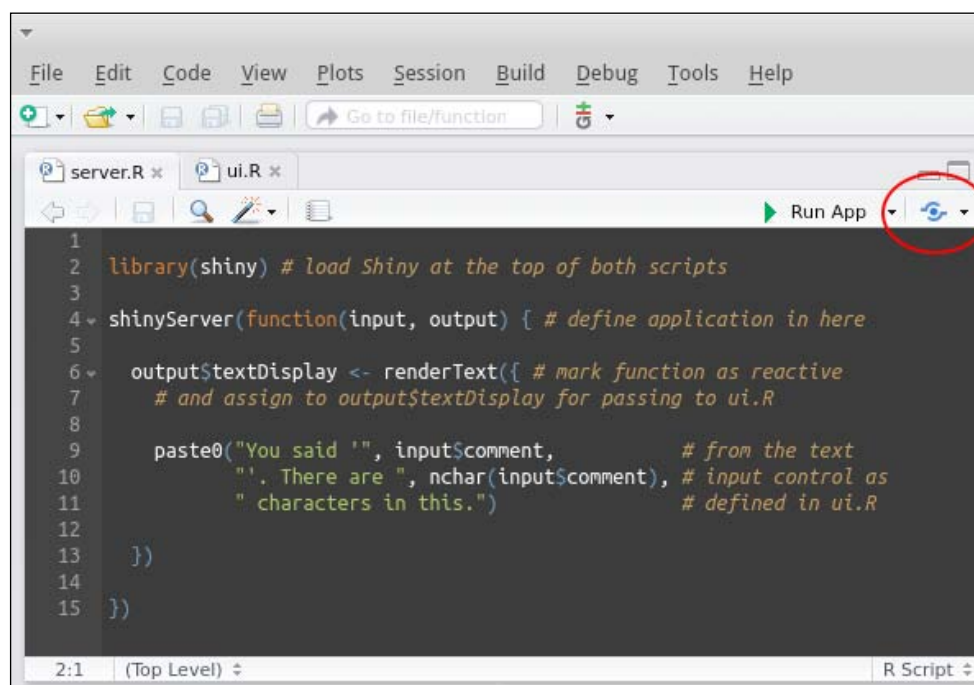 File Edit Code View Plots Session Build Debug Tools Help
Go to file/function
server.R ui.R
Run App
1
2 library(shiny) # load Shiny at the top of both scripts
3
4 shinyServer(function(input, output) { # define application in here
5
6 output$textDisplay <- renderText({ # mark function as reactive
7 # and assign to output$textDisplay for passing to ui.R
8
9 paste0("You said '", input$comment, # from the text
10 "'. There are ", nchar(input$comment), # input control as
11 " characters in this.") # defined in ui.R
12
13 })
14
15 })
2:1 (Top Level) R Script